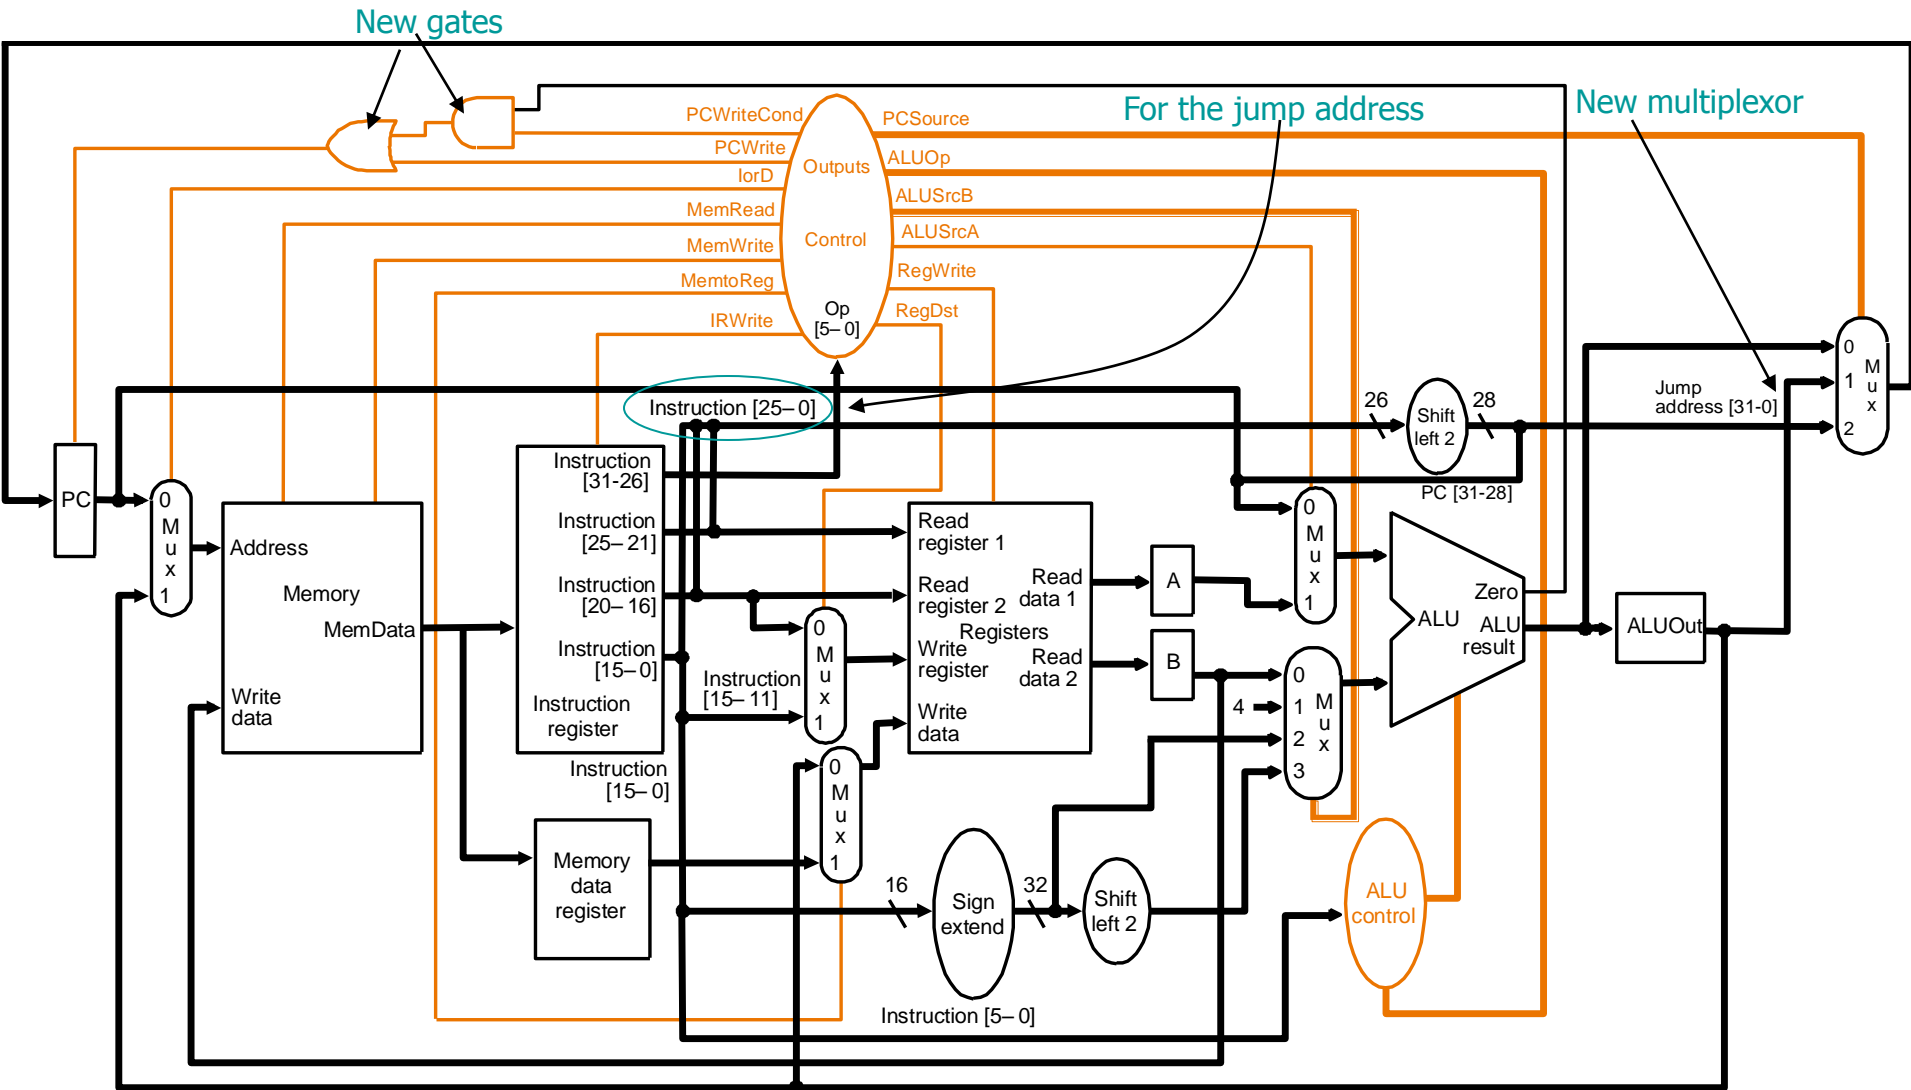 New gates
For the jump address
New multiplexor
PCWriteCond
PCSource
PCWrite
ALUOp
Outputs
IorD
ALUSrcB
MemRead
ALUSrcA
Control
MemWrite
RegWrite
MemtoReg
Op
[5–0]
RegDst
IRWrite
Instruction [25–0]
26
Shift
left 2
28
Jump
address [31-0]
0
1
2
M
u
x
PC [31-28]
PC
0
M
u
x
1
Address
Memory
MemData
Write
data
Instruction
[31-26]
Instruction
[25–21]
Instruction
[20–16]
Instruction
[15–0]
Instruction
register
Instruction
[15–0]
Instruction
[15–11]
0
M
u
x
1
0
M
u
x
1
Memory
data
register
Read
register 1
Read
register 2
Registers
Write
register
Write
data
Read
data 1
Read
data 2
A
B
4
0
M
u
x
1
0
1
2
3
M
u
x
Zero
ALU
ALU
result
ALUOut
16
Sign
extend
32
Shift
left 2
ALU
control
Instruction [5–0]